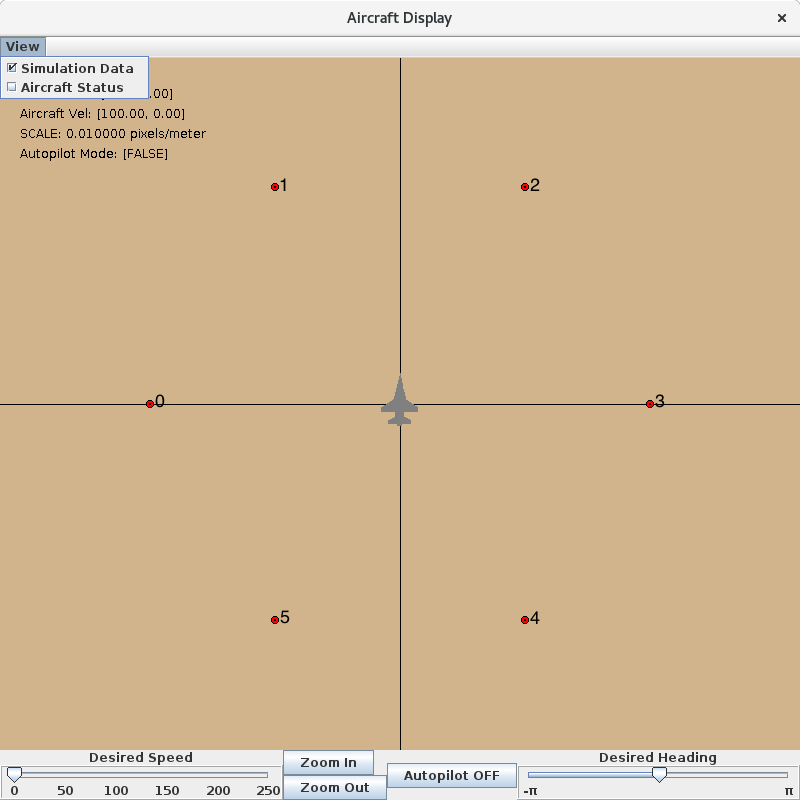 Aircraft Display
View
Simulation Data
Aircraft Status
.00]
Aircraft Vel: [100.00, 0.00]
SCALE: 0.010000 pixels/meter
Autopilot Mode: [FALSE]
1
2
0
3
5
4
Desired Speed
0 50 100 150 200 250
Zoom In
Zoom Out
Autopilot OFF
Desired Heading
-π π